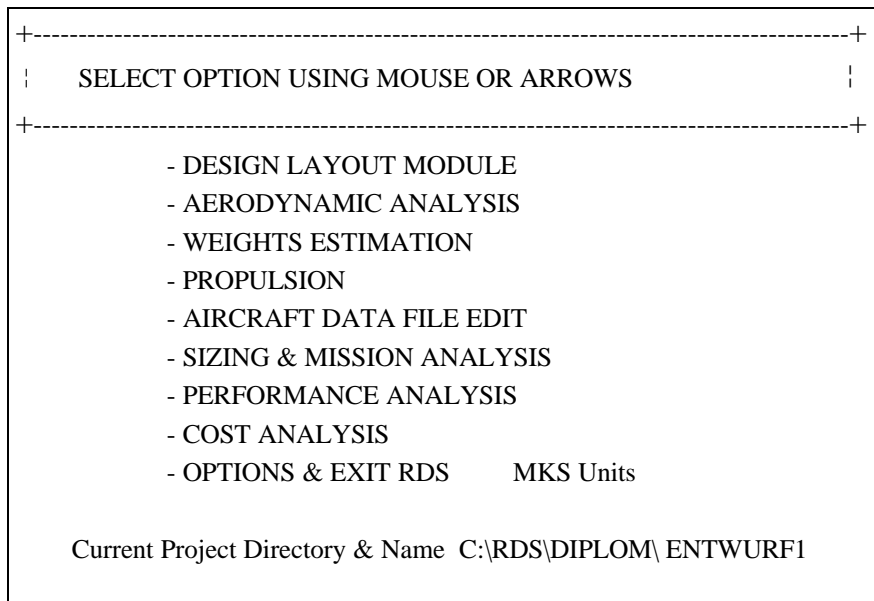 +-------------------------------------------------------------------------------------------+
¦ SELECT OPTION USING MOUSE OR ARROWS ¦
+-------------------------------------------------------------------------------------------+
- DESIGN LAYOUT MODULE
- AERODYNAMIC ANALYSIS
- WEIGHTS ESTIMATION
- PROPULSION
- AIRCRAFT DATA FILE EDIT
- SIZING & MISSION ANALYSIS
- PERFORMANCE ANALYSIS
- COST ANALYSIS
- OPTIONS & EXIT RDS MKS Units
Current Project Directory & Name C:\RDS\DIPLOM\ ENTWURF1